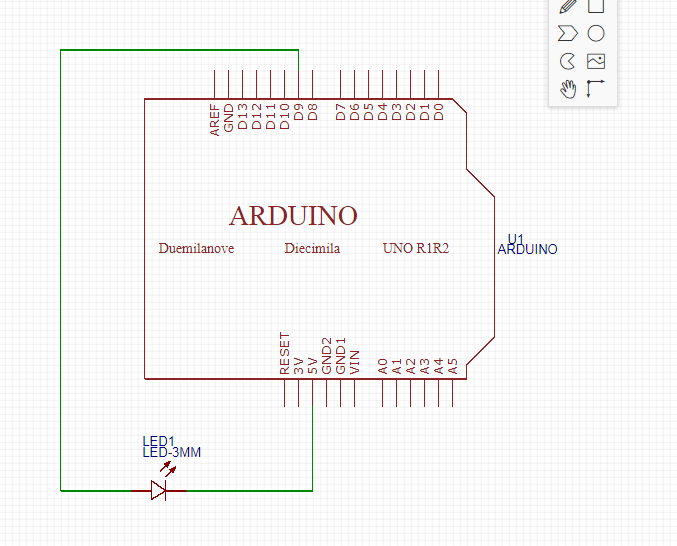 AREF GND D13 D12 D11 D10 D9 D8 D7 D6 D5 D4 D3 D2 D1 D0
ARDUINO
Duemilanove Diecimila UNO R1R2
U1
ARDUINO
RESET 3V 5V GND2 GND1 VIN A0 A1 A2 A3 A4 A5
LED1
LED-3MM